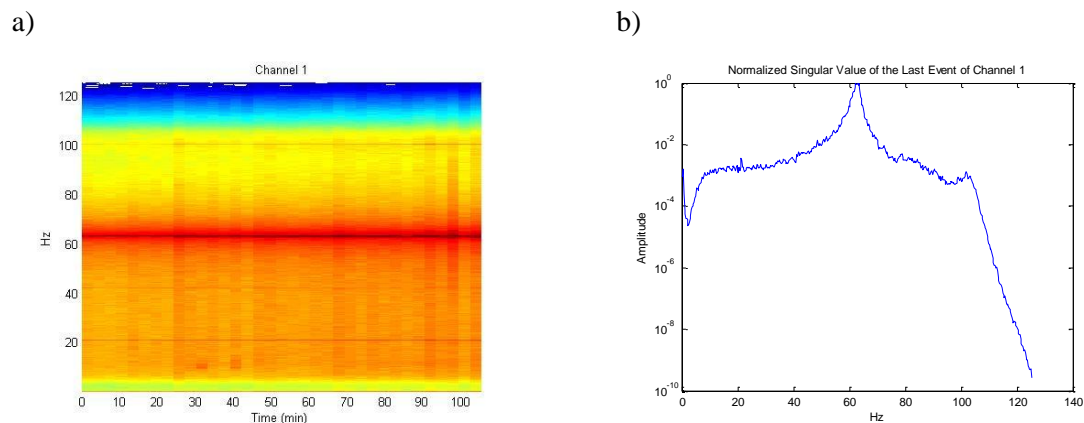 a)
b)
Channel 1
120
100
80
60
40
20
Hz
0 10 20 30 40 50 60 70 80 90 100
Time (min)
Normalized Singular Value of the Last Event of Channel 1
10^0
10^-2
10^-4
10^-6
10^-8
10^-10
Amplitude
0 20 40 60 80 100 120 140
Hz